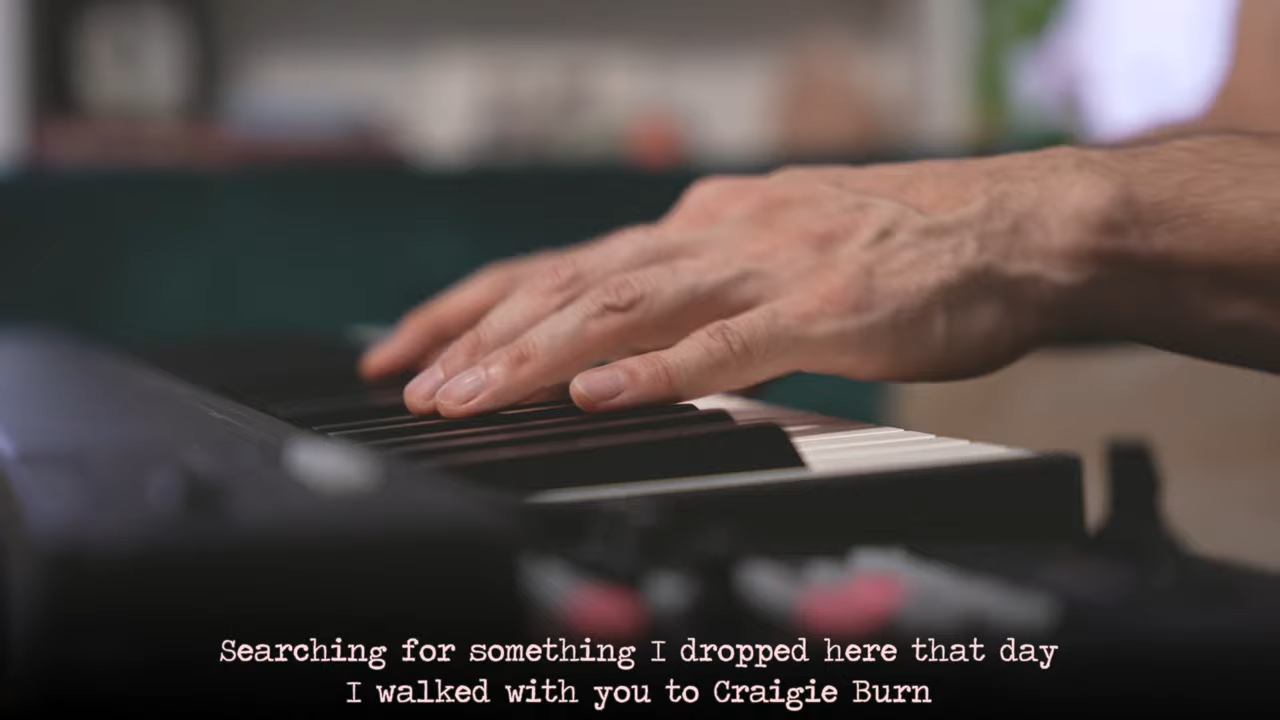 Searching for something I dropped here that day
I walked with you to Craigie Burn